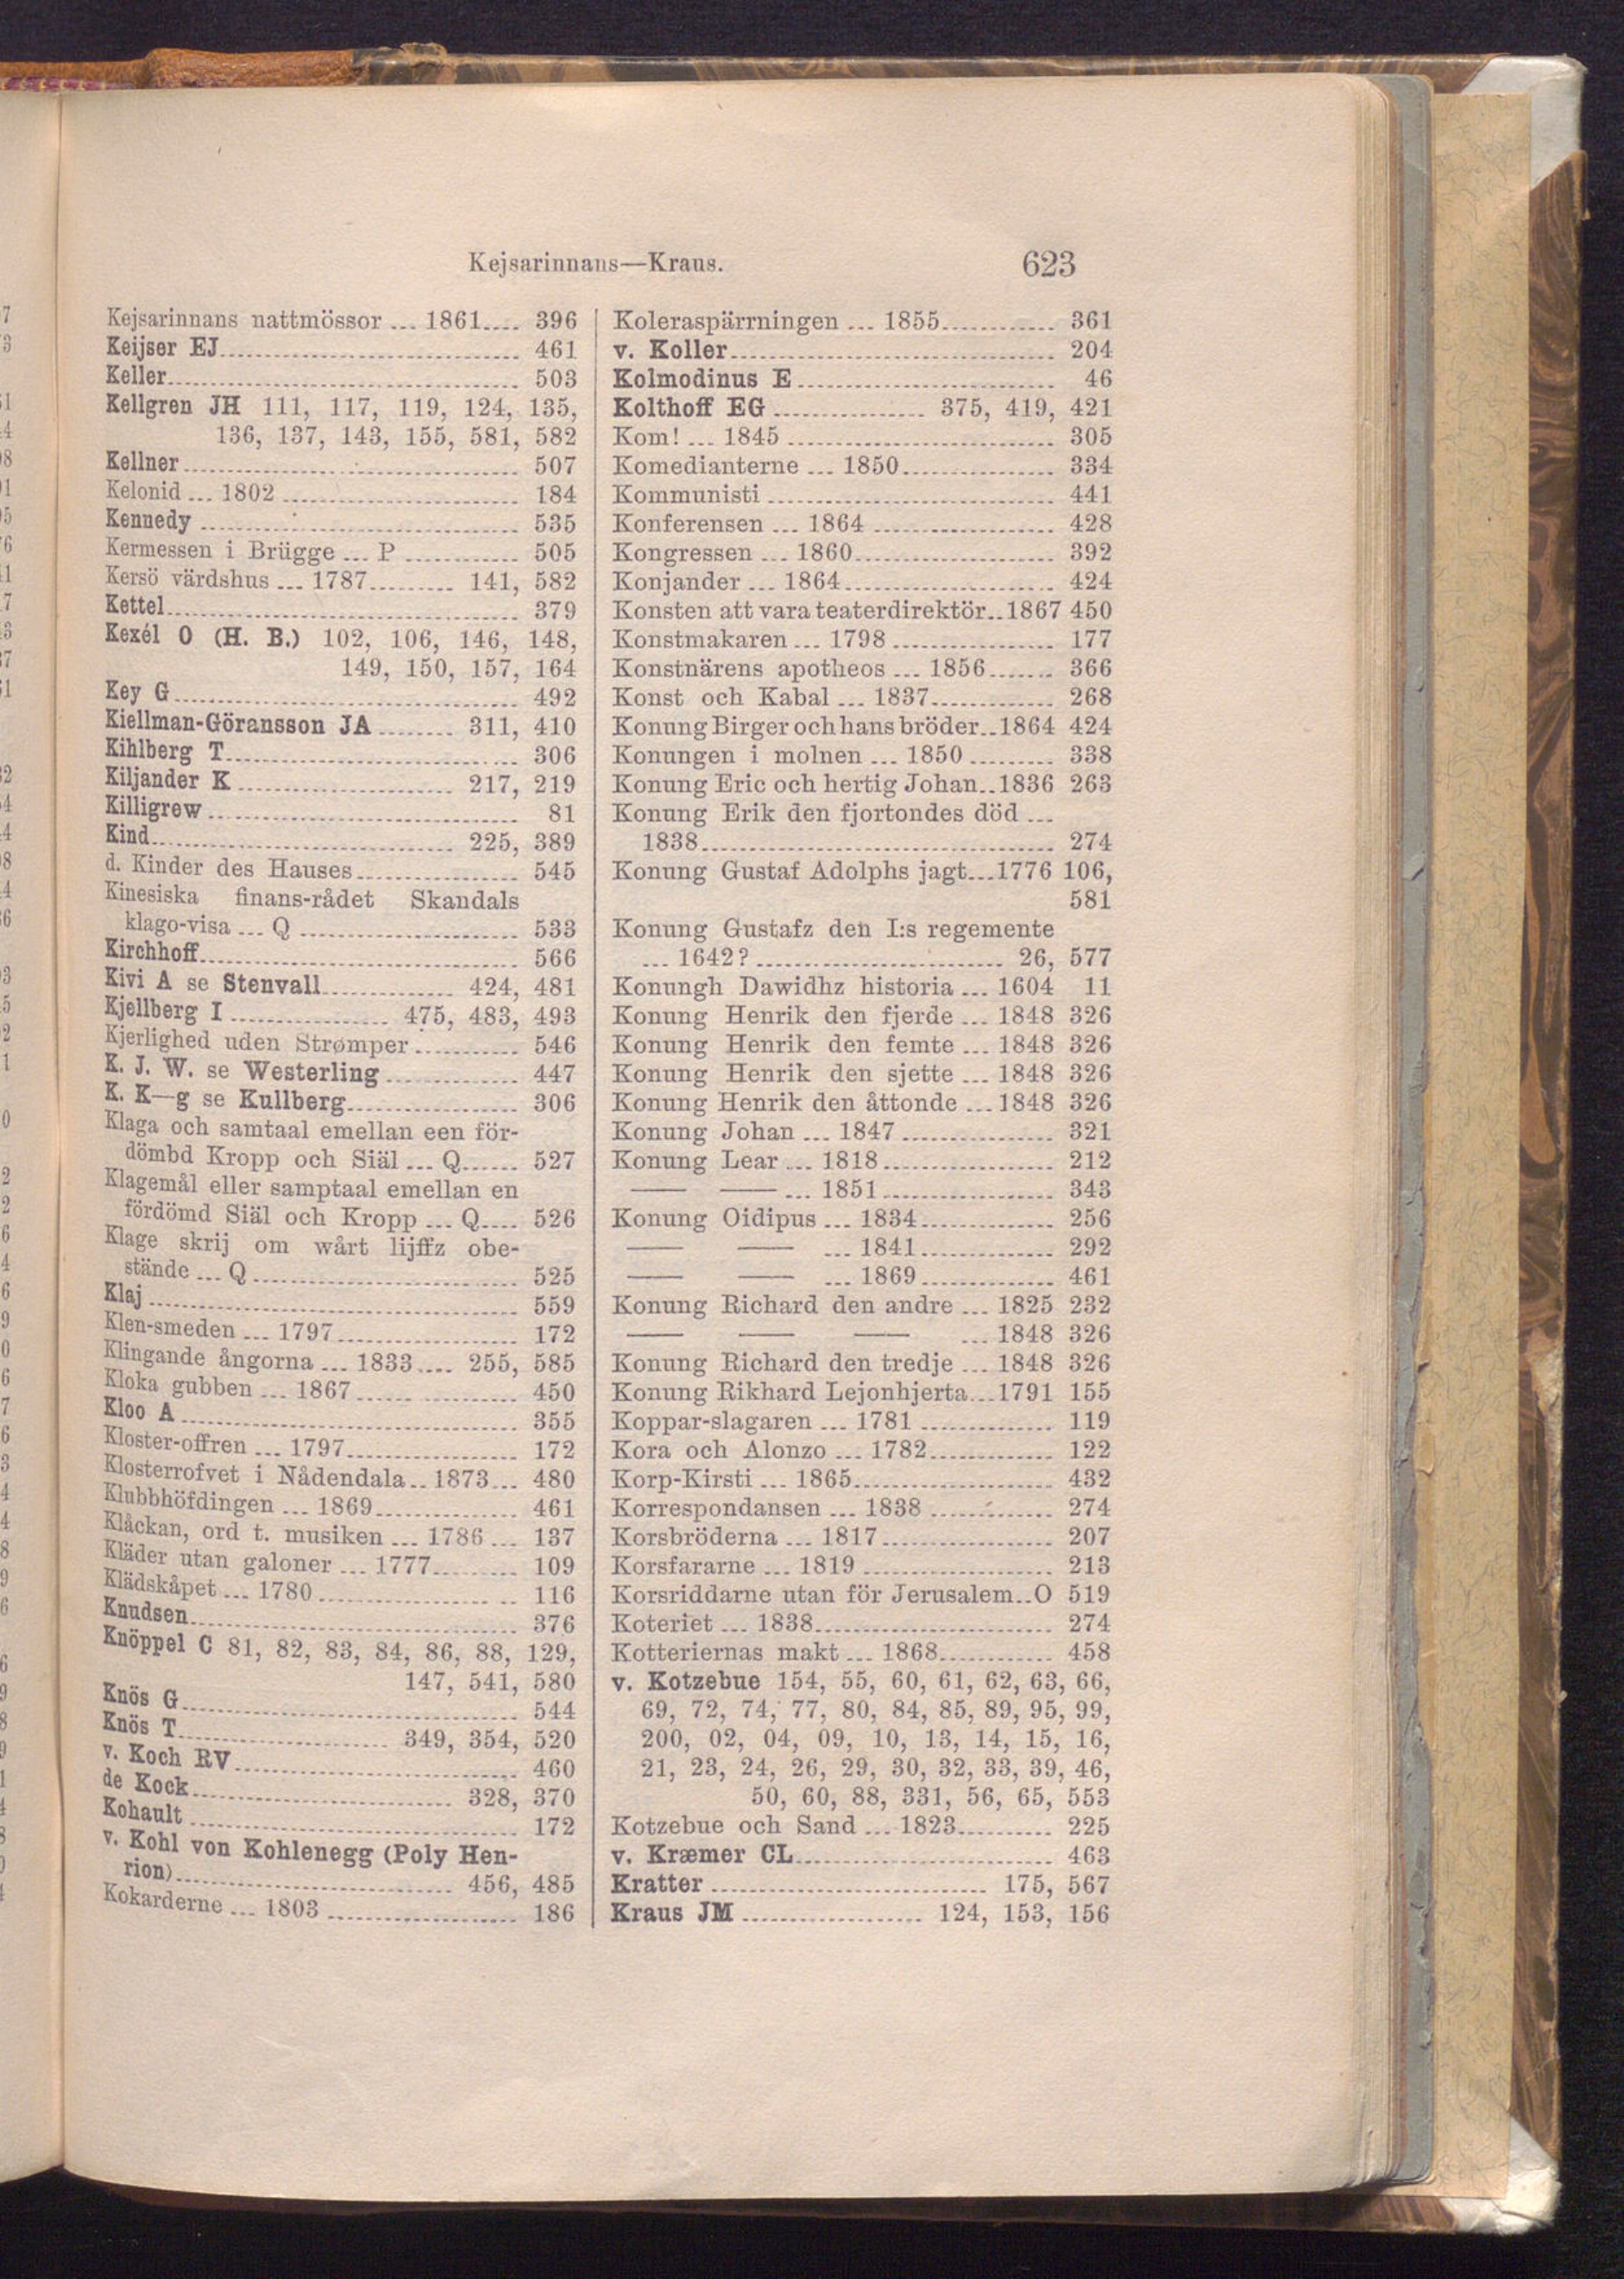 Kejsarinnans—Kraus. 623
Kejsarinnans nattmössor ... 1861.... 396
Keijser EJ........ 461
Keller........ 503
Kellgren JH 111, 117, 119, 124, 135,
136, 137, 143, 155, 581, 582
Kellner........ 507
Kelonid ... 1802........ 184
Kennedy........ 535
Kermessen i Brügge ... P........ 505
Kersö värdshus ... 1787........ 141, 582
Kettel........ 379
Kexél O (H. B.) 102, 106, 146, 148,
149, 150, 157, 164
Key G........ 492
Kiellman-Göransson JA........ 311, 410
Kihlberg T........ 306
Kiljander K........ 217, 219
Killigrew........ 81
Kind........ 225, 389
d. Kinder des Hauses........ 545
Kinesiska finans-rådet Skandals
klago-visa ... Q........ 533
Kirchhoff........ 566
Kivi A se Stenvall........ 424, 481
Kjellberg I........ 475, 483, 493
Kjerlighed uden Strømper........ 546
K. J. W. se Westerling........ 447
K. K—g se Kullberg........ 306
Klaga och samtaal emellan een för-
dömbd Kropp och Siäl ... Q...... 527
Klagemål eller samptaal emellan en
fördömd Siäl och Kropp ... Q.... 526
Klage skrij om wårt lijffz obe-
stände ... Q........ 525
Klaj........ 559
Klen-smeden ... 1797........ 172
Klingande ångorna ... 1833.... 255, 585
Kloka gubben ... 1867........ 450
Kloo A........ 355
Kloster-offren ... 1797........ 172
Klosterrofvet i Nådendala.. 1873... 480
Klubbhöfdingen ... 1869........ 461
Klåckan, ord t. musiken ... 1786 ... 137
Kläder utan galoner ... 1777........ 109
Klädskåpet ... 1780........ 116
Knudsen........ 376
Knöppel C 81, 82, 83, 84, 86, 88, 129,
147, 541, 580
Knös G........ 544
Knös T........ 349, 354, 520
v. Koch RV........ 460
de Kock........ 328, 370
Kohault........ 172
v. Kohl von Kohlenegg (Poly Hen-
rion)........ 456, 485
Kokarderne ... 1803........ 186
Koleraspärrningen ... 1855........ 361
v. Koller........ 204
Kolmodinus E........ 46
Kolthoff EG........ 375, 419, 421
Kom! ... 1845........ 305
Komedianterne ... 1850........ 334
Kommunisti........ 441
Konferensen ... 1864........ 428
Kongressen ... 1860........ 392
Konjander ... 1864........ 424
Konsten att vara teaterdirektör..1867 450
Konstmakaren ... 1798........ 177
Konstnärens apotheos ... 1856....... 366
Konst och Kabal ... 1837........ 268
Konung Birger och hans bröder..1864 424
Konungen i molnen ... 1850........ 338
Konung Eric och hertig Johan..1836 263
Konung Erik den fjortondes död ...
1838........ 274
Konung Gustaf Adolphs jagt...1776 106,
581
Konung Gustafz den I:s regemente
... 1642?........ 26, 577
Konungh Dawidhz historia ... 1604 11
Konung Henrik den fjerde ... 1848 326
Konung Henrik den femte ... 1848 326
Konung Henrik den sjette ... 1848 326
Konung Henrik den åttonde ... 1848 326
Konung Johan ... 1847........ 321
Konung Lear ... 1818........ 212
— — ... 1851........ 343
Konung Oidipus ... 1834........ 256
— — ... 1841........ 292
— — ... 1869........ 461
Konung Richard den andre ... 1825 232
— — — ... 1848 326
Konung Richard den tredje ... 1848 326
Konung Rikhard Lejonhjerta...1791 155
Koppar-slagaren ... 1781........ 119
Kora och Alonzo ... 1782........ 122
Korp-Kirsti ... 1865........ 432
Korrespondansen ... 1838........ 274
Korsbröderna ... 1817........ 207
Korsfararne ... 1819........ 213
Korsriddarne utan för Jerusalem..O 519
Koteriet ... 1838........ 274
Kotteriernas makt ... 1868........ 458
v. Kotzebue 154, 55, 60, 61, 62, 63, 66,
69, 72, 74, 77, 80, 84, 85, 89, 95, 99,
200, 02, 04, 09, 10, 13, 14, 15, 16,
21, 23, 24, 26, 29, 30, 32, 33, 39, 46,
50, 60, 88, 331, 56, 65, 553
Kotzebue och Sand ... 1823........ 225
v. Kræmer CL........ 463
Kratter........ 175, 567
Kraus JM........ 124, 153, 156